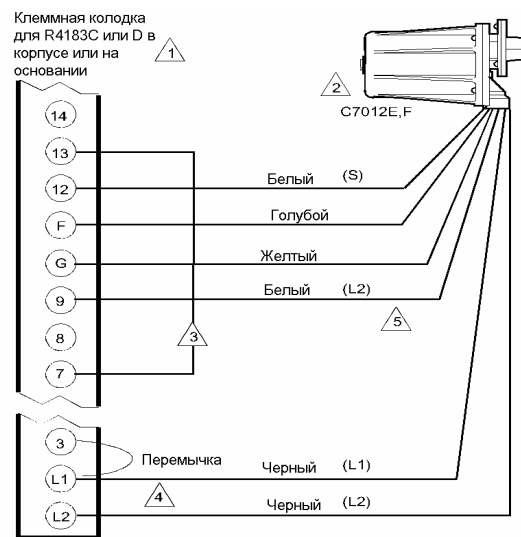 Клеммная колодка
для R4183C или D в
корпусе или на
основании
1
2
C7012E,F
14
13
12
Белый (S)
F
Голубой
G
Желтый
9
Белый (L2)
5
8
3
7
3
Перемычка
L1
Черный (L1)
4
L2
Черный (L2)